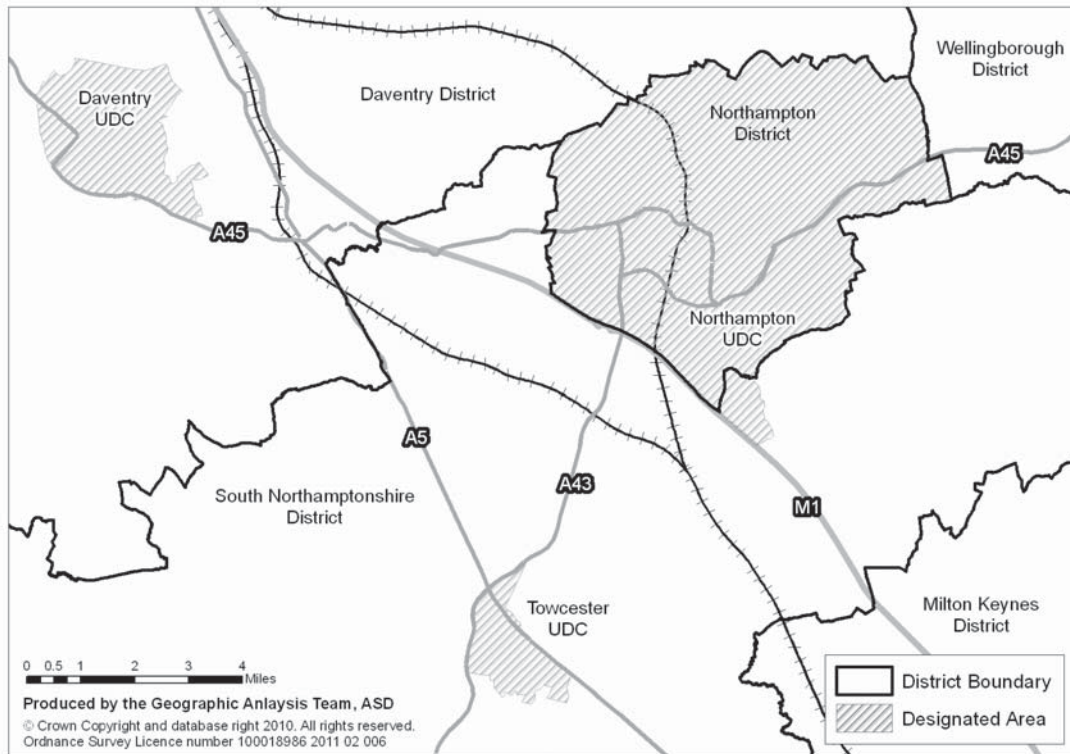 Wellingborough
District
Daventry
UDC
Daventry District
Northampton
District
A45
A45
Northampton
UDC
A5
A43
South Northamptonshire
District
M1
Towcester
UDC
Milton Keynes
District
0 0.5 1 2 3 4
Miles
Produced by the Geographic Anlaysis Team, ASD
© Crown Copyright and database right 2010. All rights reserved.
Ordnance Survey Licence number 100018986 2011 02 006
District Boundary
Designated Area